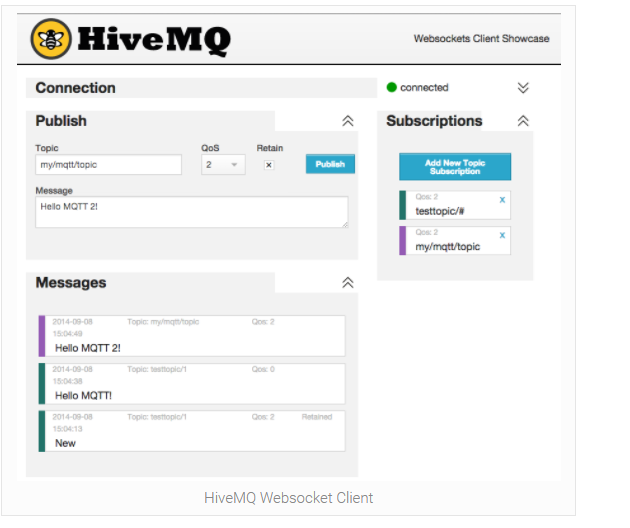 HiveMQ
Websockets Client Showcase
Connection
connected
Publish
Topic
QoS
Retain
my/mqtt/topic
2
x
Publish
Message
Hello MQTT 2!
Subscriptions
Add New Topic
Subscription
Qos: 2
x
testtopic/#
Qos: 2
x
my/mqtt/topic
Messages
2014-09-08 Topic: my/mqtt/topic Qos: 2
15:04:49
Hello MQTT 2!
2014-09-08 Topic: testtopic/1 Qos: 0
15:04:38
Hello MQTT!
2014-09-08 Topic: testtopic/1 Qos: 2 Retained
15:04:13
New
HiveMQ Websocket Client